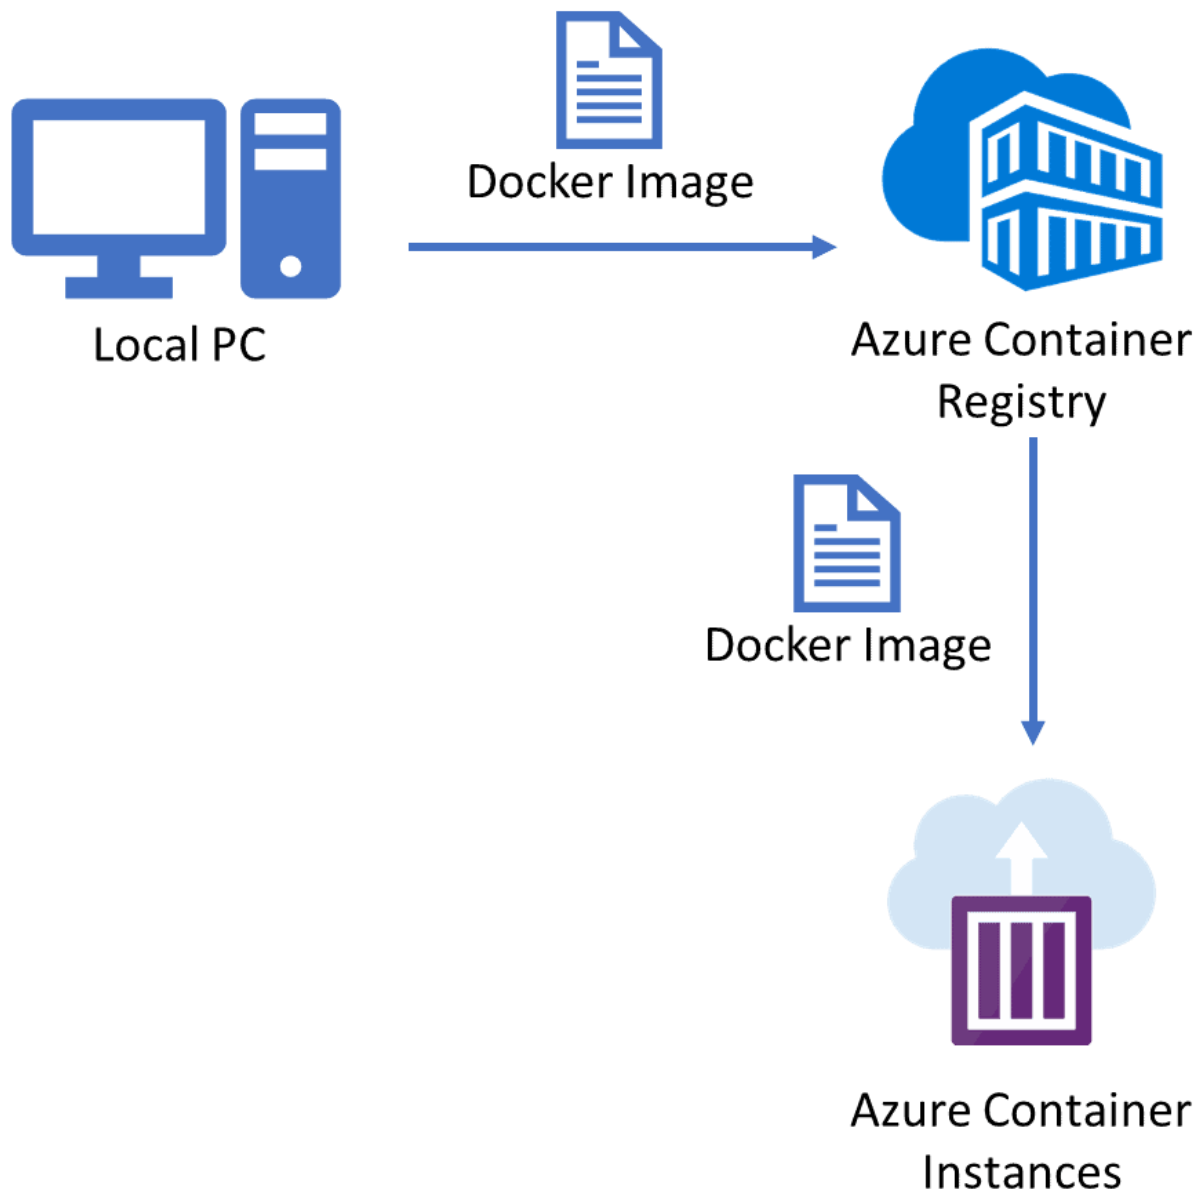 Docker Image
Local PC
Azure Container
Registry
Docker Image
Azure Container
Instances